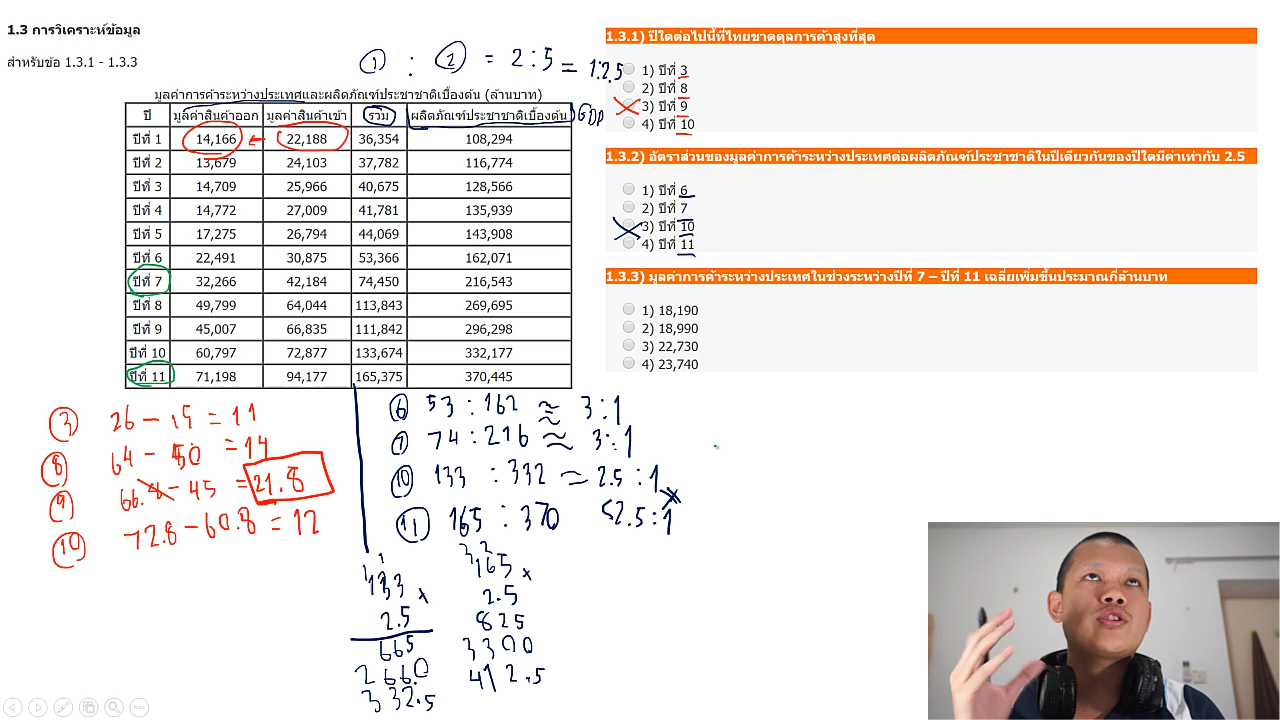 1.3 การวิเคราะห์ข้อมูล
สำหรับข้อ 1.3.1 - 1.3.3
① : ② = 2:5 = 1:2.5
มูลค่าการค้าระหว่างประเทศและผลิตภัณฑ์ประชาชาติเบื้องต้น (ล้านบาท)
ปี มูลค่าสินค้าออก มูลค่าสินค้าเข้า รวม ผลิตภัณฑ์ประชาชาติเบื้องต้น GDP
ปีที่ 1 14,166 22,188 36,354 108,294
ปีที่ 2 13,679 24,103 37,782 116,774
ปีที่ 3 14,709 25,966 40,675 128,566
ปีที่ 4 14,772 27,009 41,781 135,939
ปีที่ 5 17,275 26,794 44,069 143,908
ปีที่ 6 22,491 30,875 53,366 162,071
ปีที่ 7 32,266 42,184 74,450 216,543
ปีที่ 8 49,799 64,044 113,843 269,695
ปีที่ 9 45,007 66,835 111,842 296,298
ปีที่ 10 60,797 72,877 133,674 332,177
ปีที่ 11 71,198 94,177 165,375 370,445
③ 26 - 15 = 11
⑧ 64 - 50 = 14
⑨ 66.8 - 45 = 21.8
⑩ 72.8 - 60.8 = 12
⑥ 53 : 162 ≈ 3:1
⑦ 74 : 216 ≈ 3:1
⑩ 133 : 332 = 2.5:1
⑪ 165 : 370 <2.5:1
133 ×
2.5
665
2660
332.5
165 ×
2.5
825
3300
412.5
1.3.1) ปีใดต่อไปนี้ที่ไทยขาดดุลการค้าสูงที่สุด
1) ปีที่ 3
2) ปีที่ 8
3) ปีที่ 9
4) ปีที่ 10
1.3.2) อัตราส่วนของมูลค่าการค้าระหว่างประเทศต่อผลิตภัณฑ์ประชาชาติในปีเดียวกันของปีใดมีค่าเท่ากับ 2.5
1) ปีที่ 6
2) ปีที่ 7
3) ปีที่ 10
4) ปีที่ 11
1.3.3) มูลค่าการค้าระหว่างประเทศในช่วงระหว่างปีที่ 7 – ปีที่ 11 เฉลี่ยเพิ่มขึ้นประมาณกี่ล้านบาท
1) 18,190
2) 18,990
3) 22,730
4) 23,740